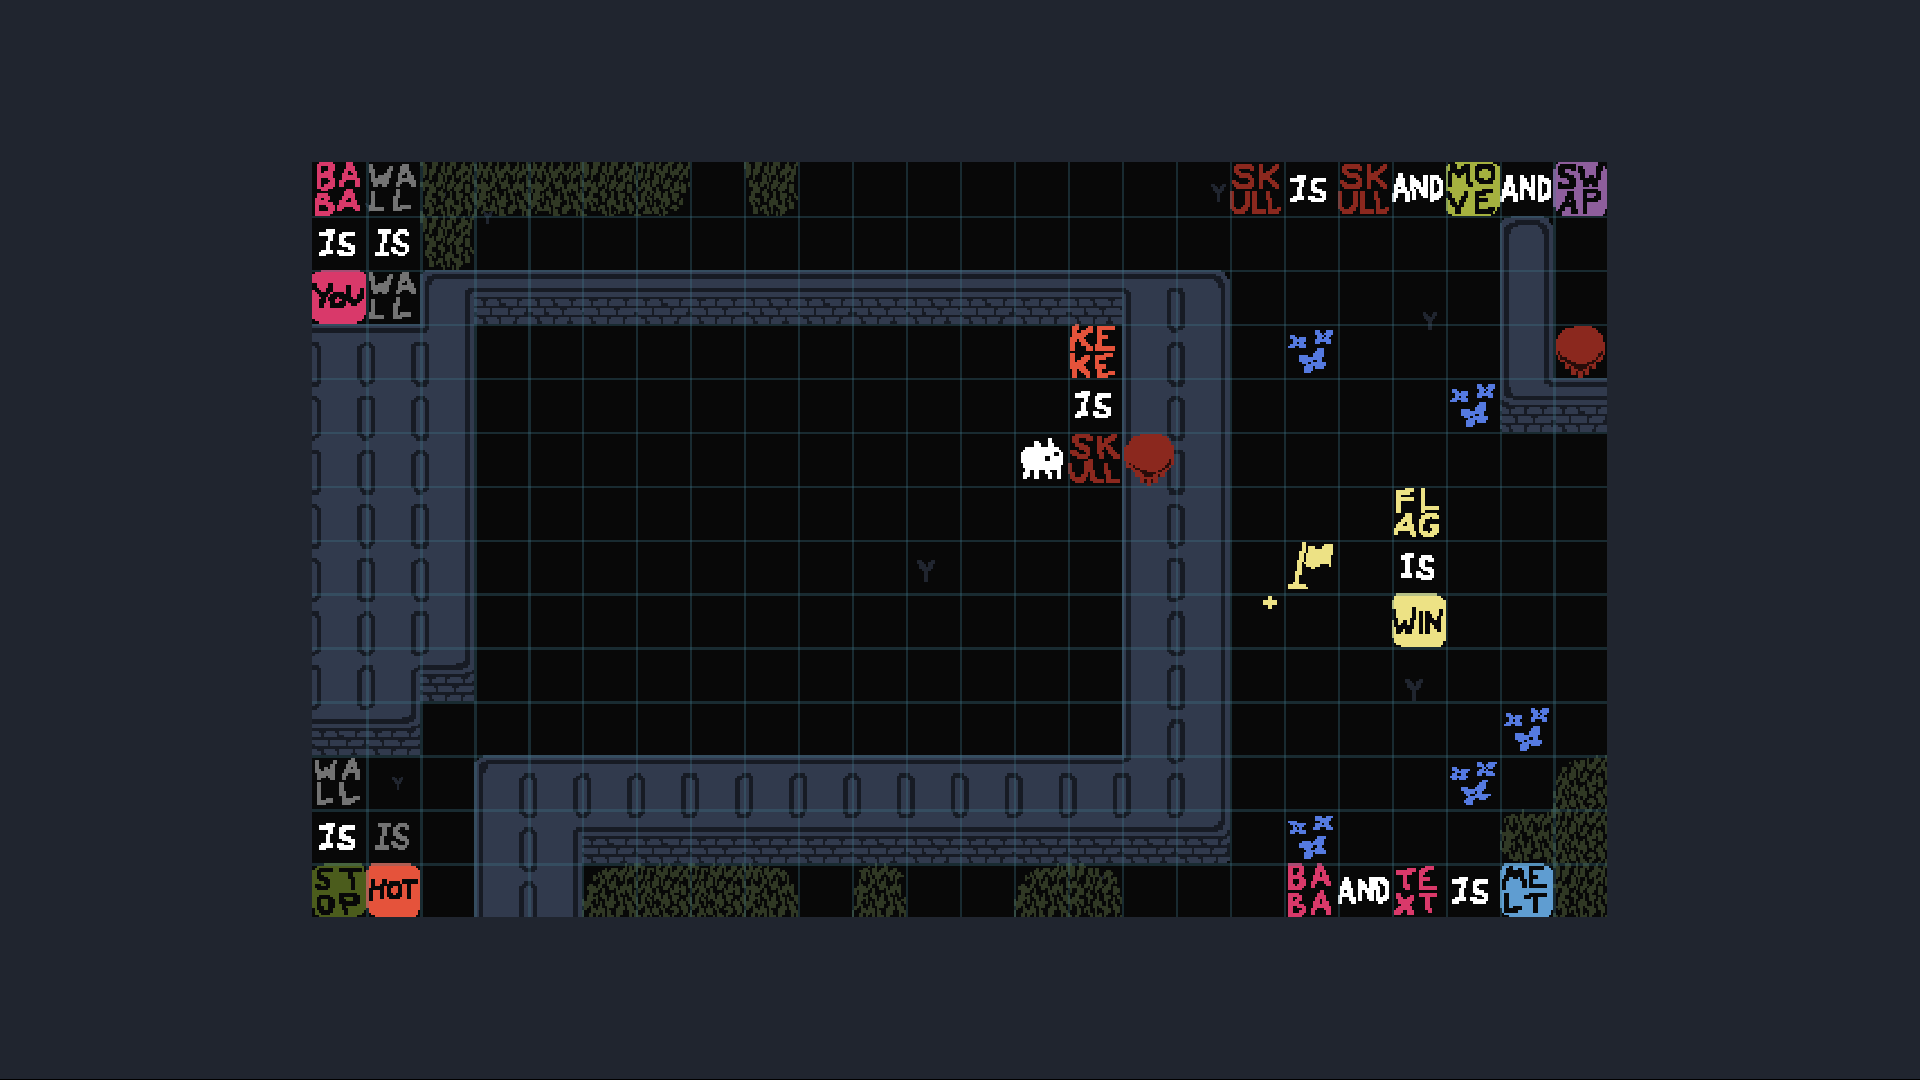 BABA WALL SKULL IS SKULL AND MOVE AND SWAP
IS IS
YOU WALL
KEKE
IS
SKULL
FLAG
IS
WIN
WALL
IS IS
STOP HOT BABA AND TEXT IS MELT